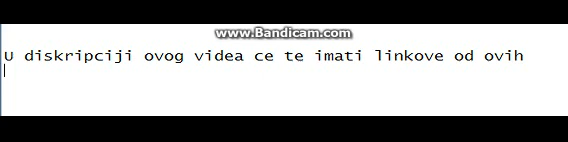 www.Bandicam.com
U diskripciji ovog videa ce te imati linkove od ovih